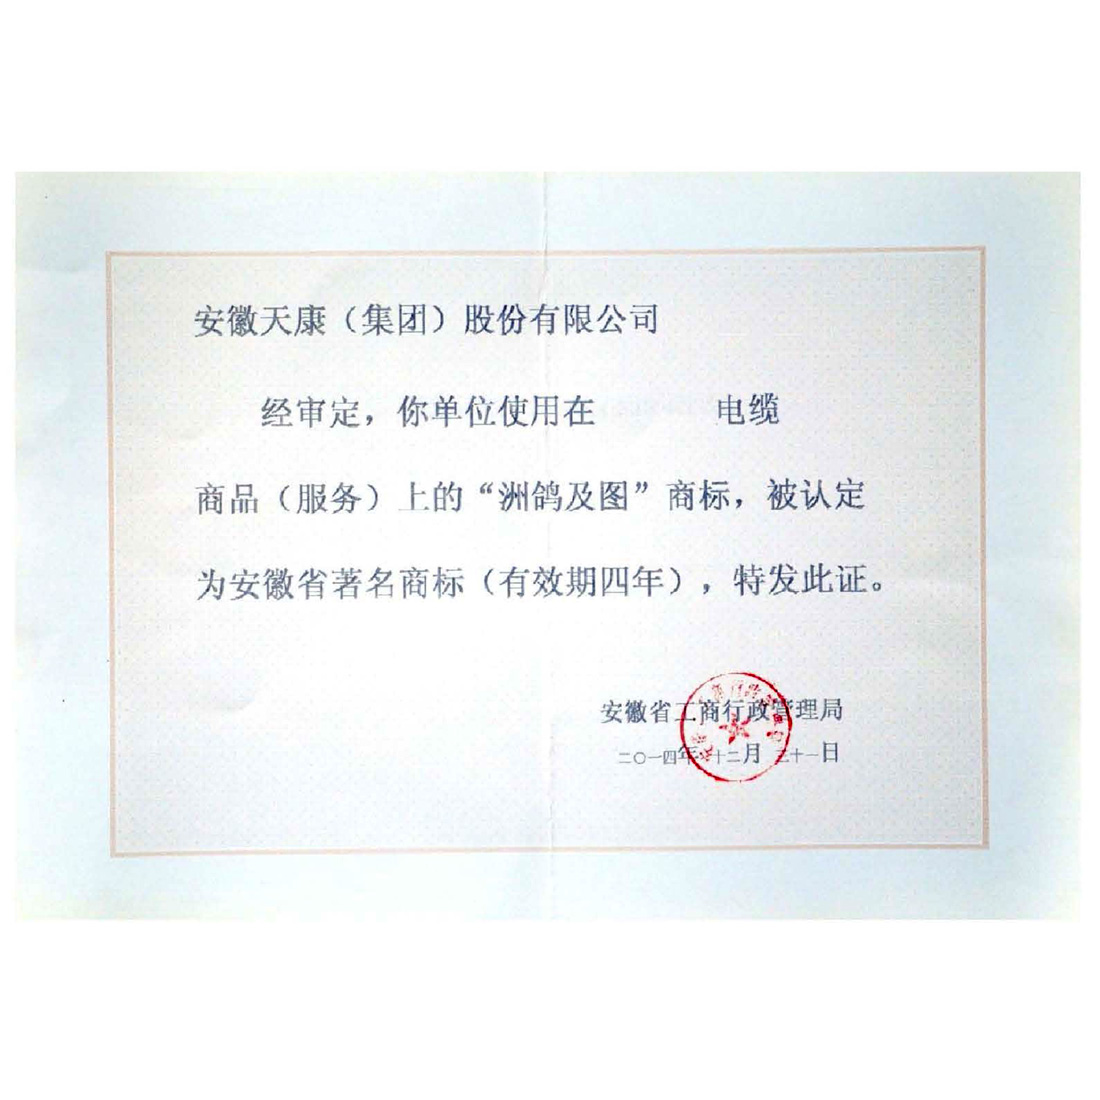 安徽天康（集团）股份有限公司
经审定，你单位使用在 电缆
商品（服务）上的“洲鸽及图”商标，被认定
为安徽省著名商标（有效期四年），特发此证。
安徽省工商行政管理局
二〇一四年十二月三十一日